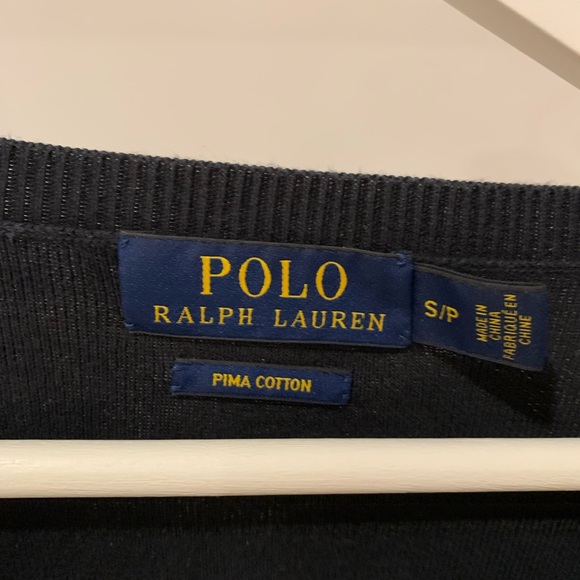 POLO
RALPH LAUREN
S/P
MADE IN
CHINA
FABRIQUÉ EN
CHINE
PIMA COTTON